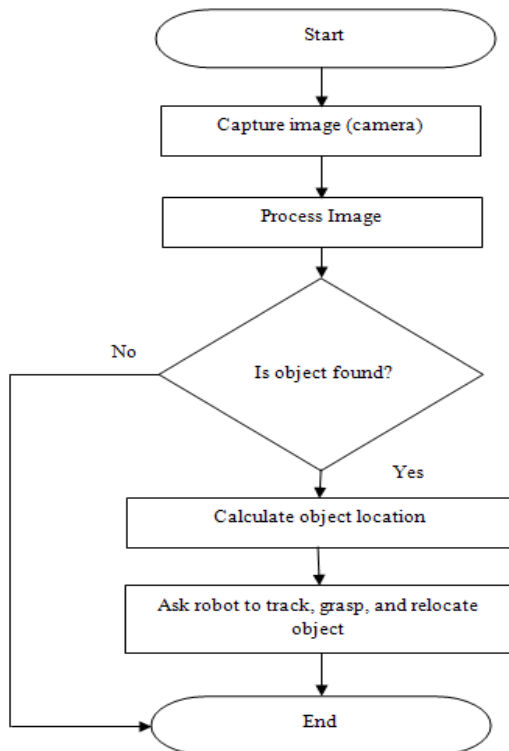 Start
Capture image (camera)
Process Image
No
Is object found?
Yes
Calculate object location
Ask robot to track, grasp, and relocate
object
End